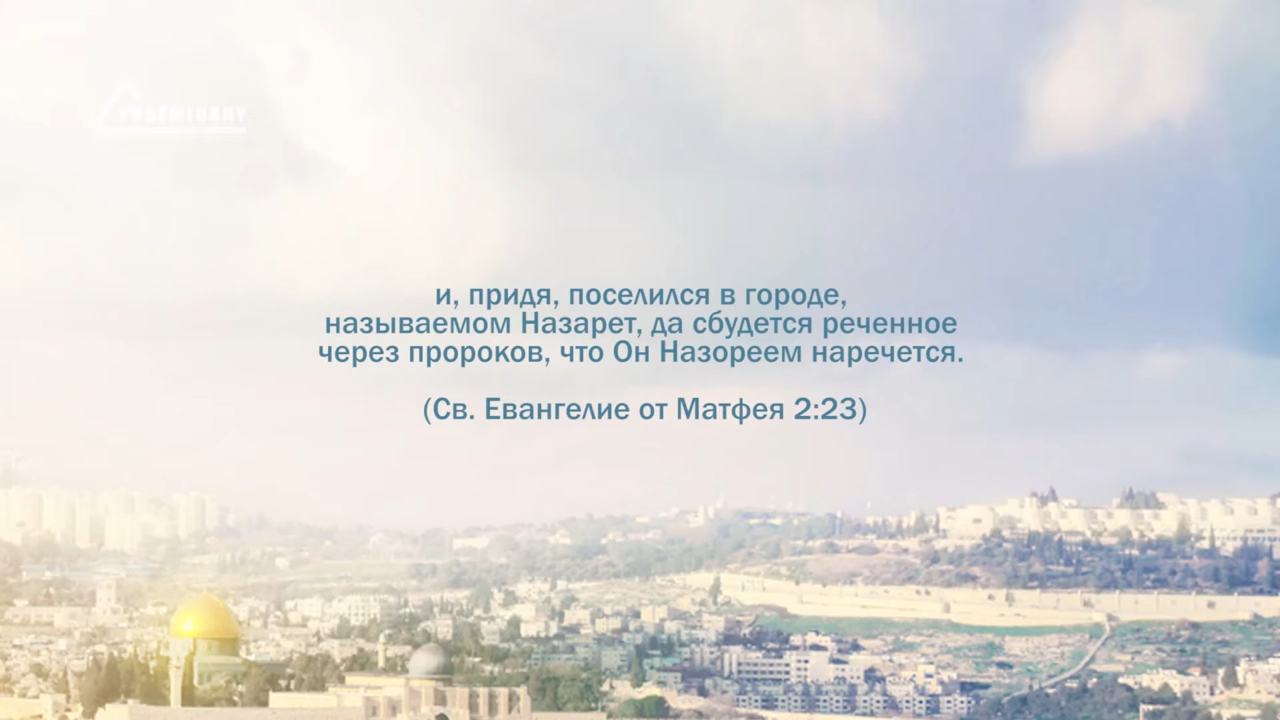 и, придя, поселился в городе,
называемом Назарет, да сбудется реченное
через пророков, что Он Назореем наречется.
(Св. Евангелие от Матфея 2:23)